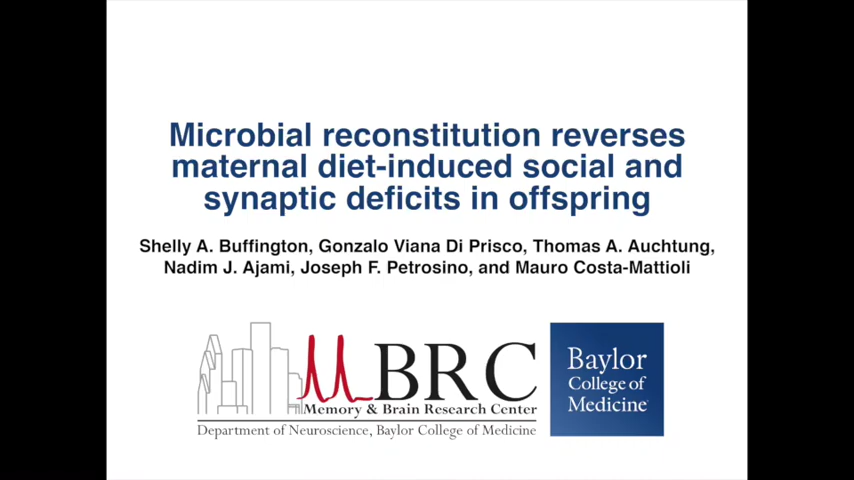 Microbial reconstitution reverses
maternal diet-induced social and
synaptic deficits in offspring
Shelly A. Buffington, Gonzalo Viana Di Prisco, Thomas A. Auchtung,
Nadim J. Ajami, Joseph F. Petrosino, and Mauro Costa-Mattioli
MBRC
Memory & Brain Research Center
Department of Neuroscience, Baylor College of Medicine
Baylor
College of
Medicine